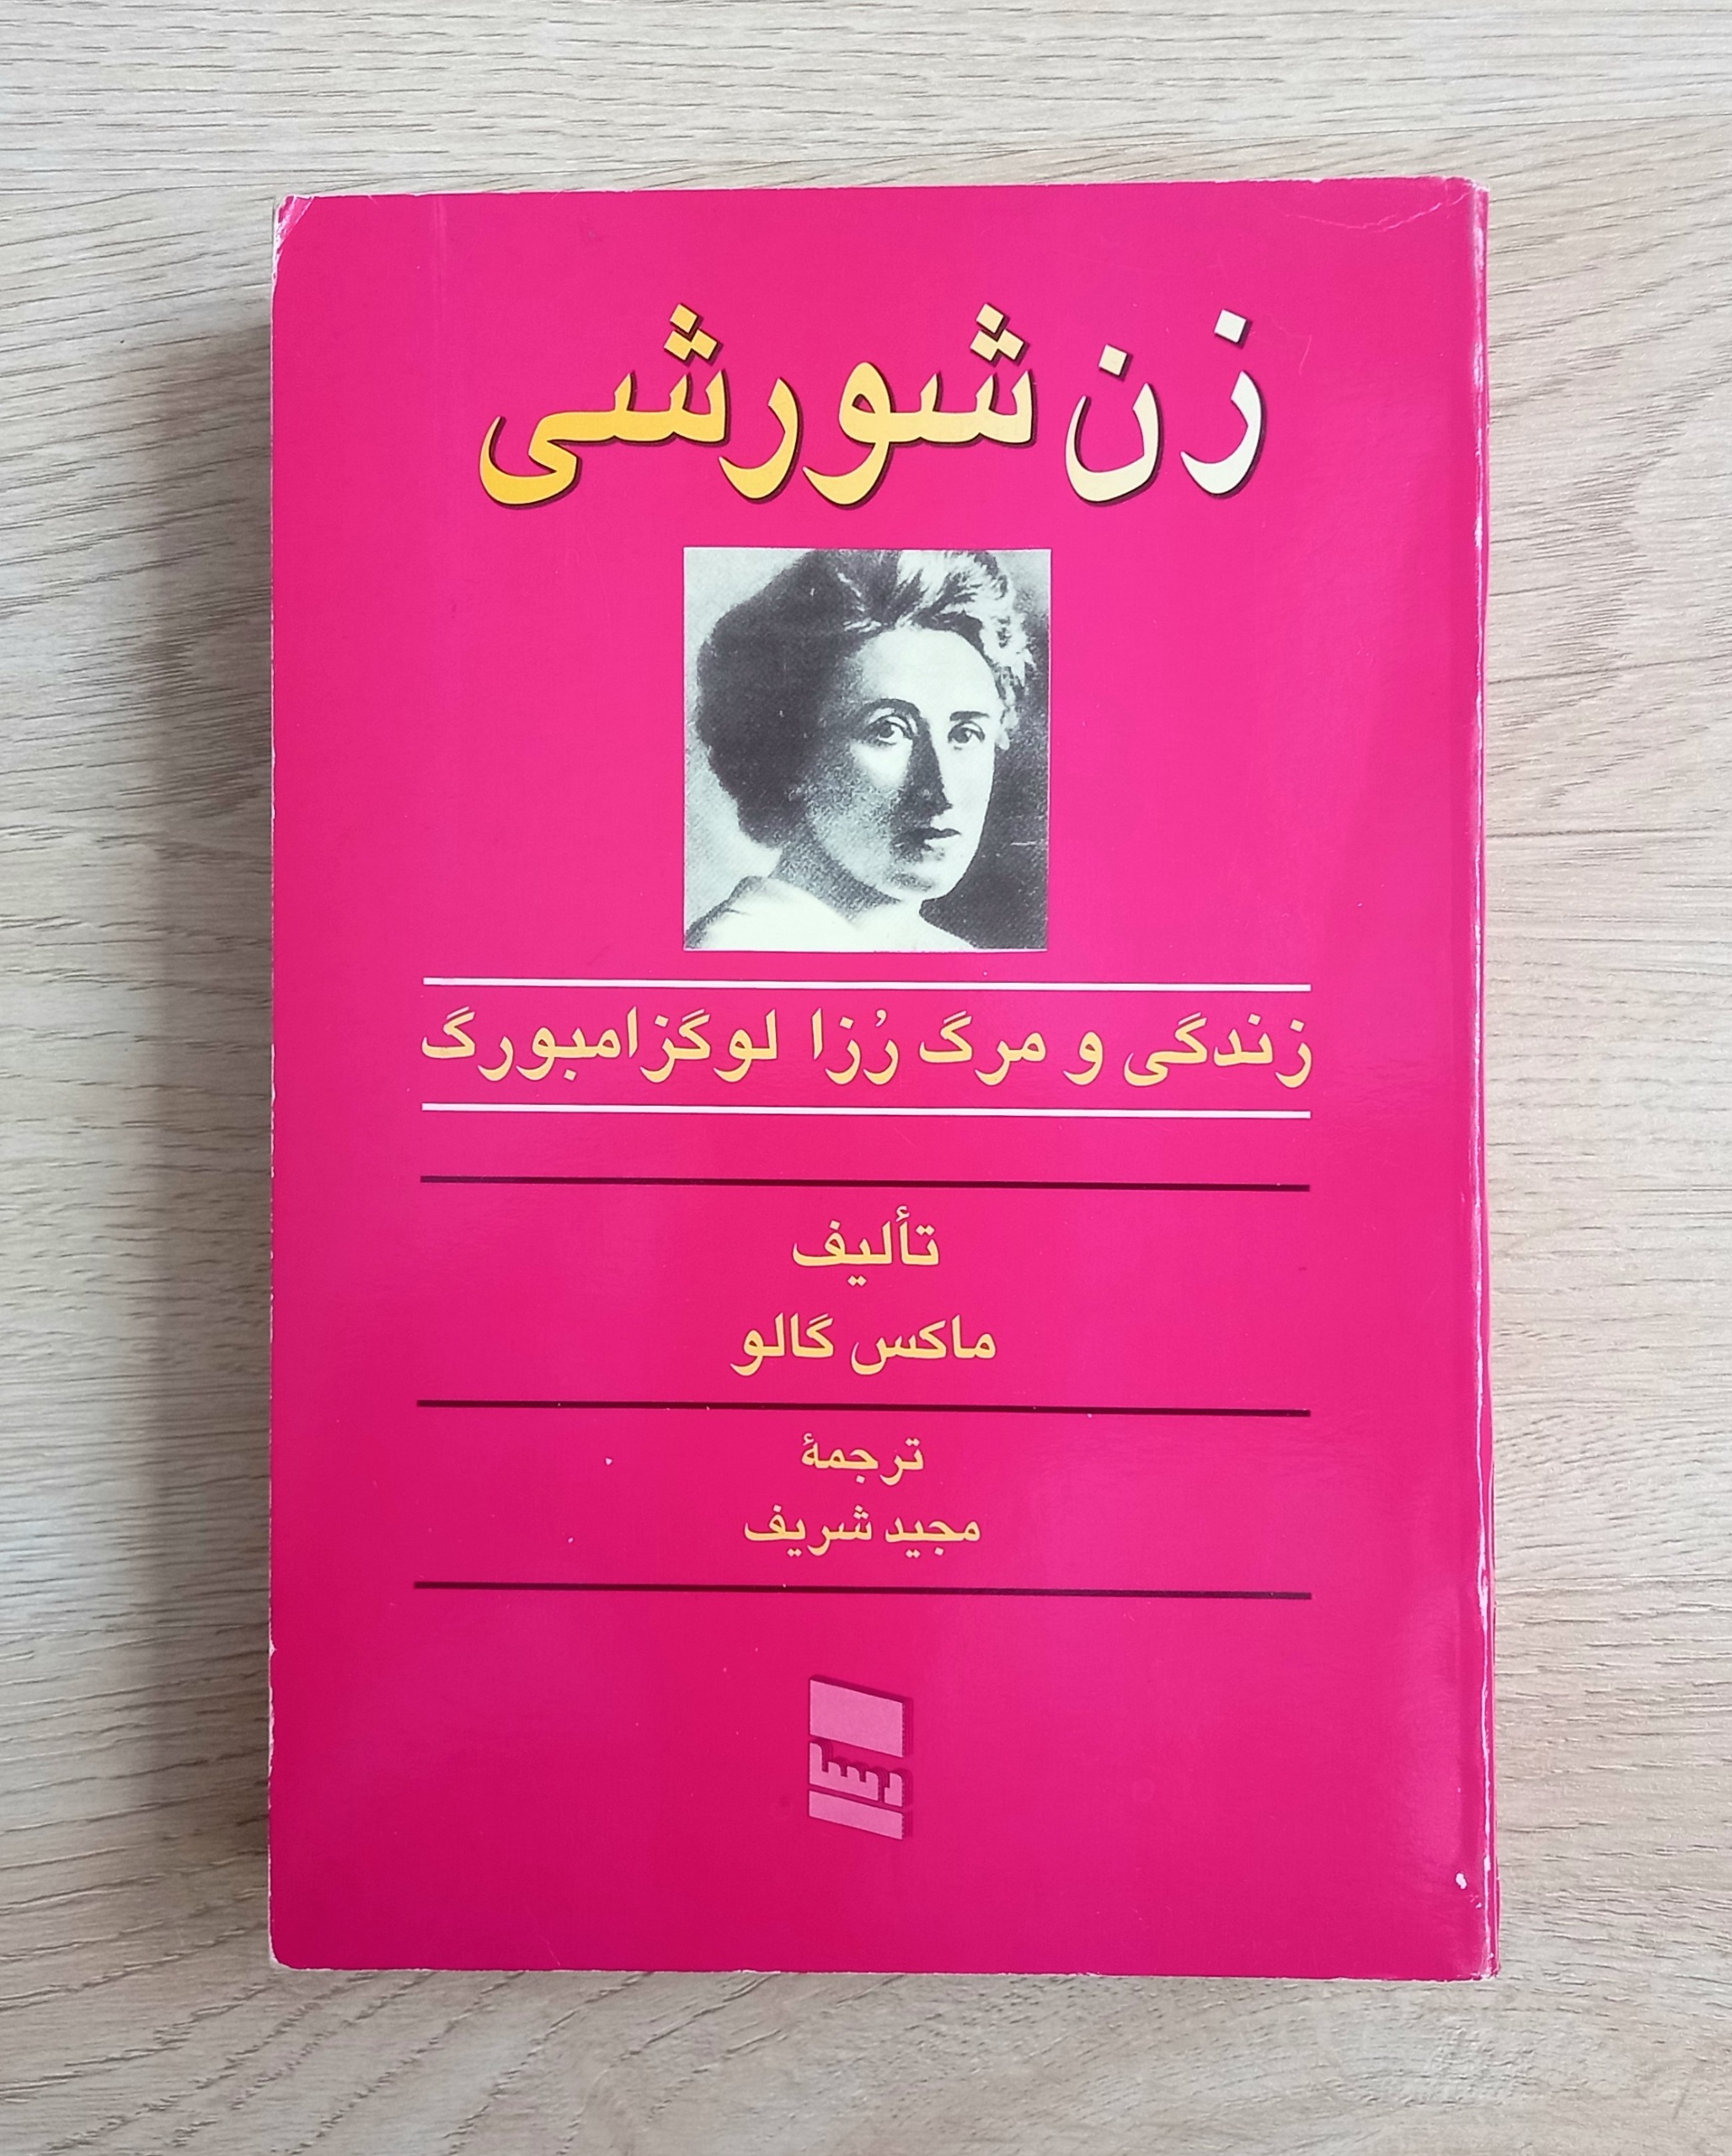 زن شورشی
زندگی و مرگ رُزا لوگزامبورگ
تألیف
ماکس گالو
ترجمهٔ
مجید شریف